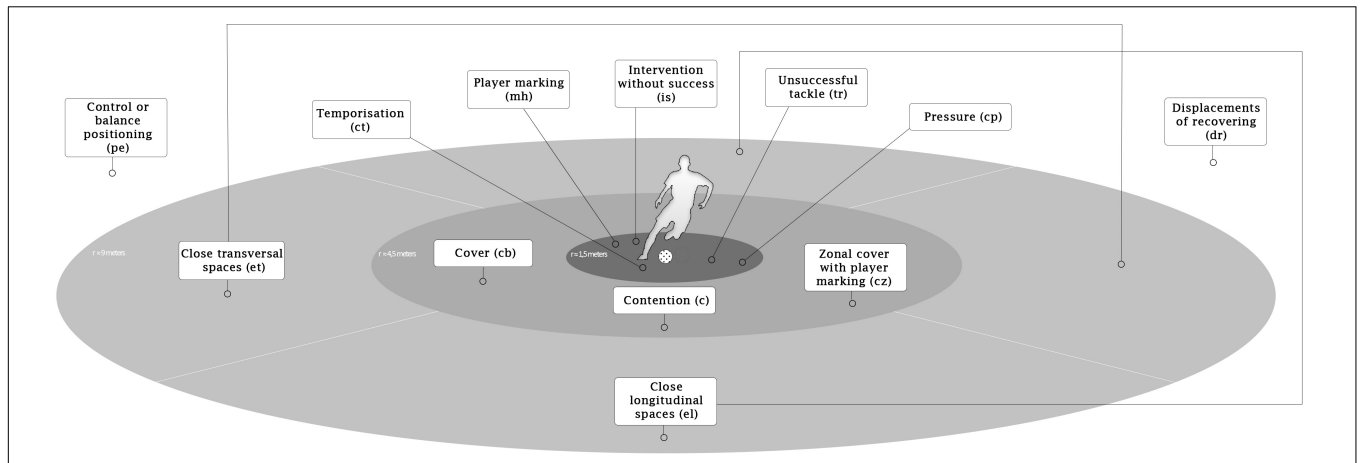 Control or
balance
positioning
(pe)
Temporisation
(ct)
Player marking
(mh)
Intervention
without success
(is)
Unsuccessful
tackle (tr)
Pressure (cp)
Displacements
of recovering
(dr)
r = 9 meters
Close transversal
spaces (et)
r = 4,5 meters
Cover (cb)
r = 1,5 meters
Zonal cover
with player
marking (cz)
Contention (c)
Close
longitudinal
spaces (el)